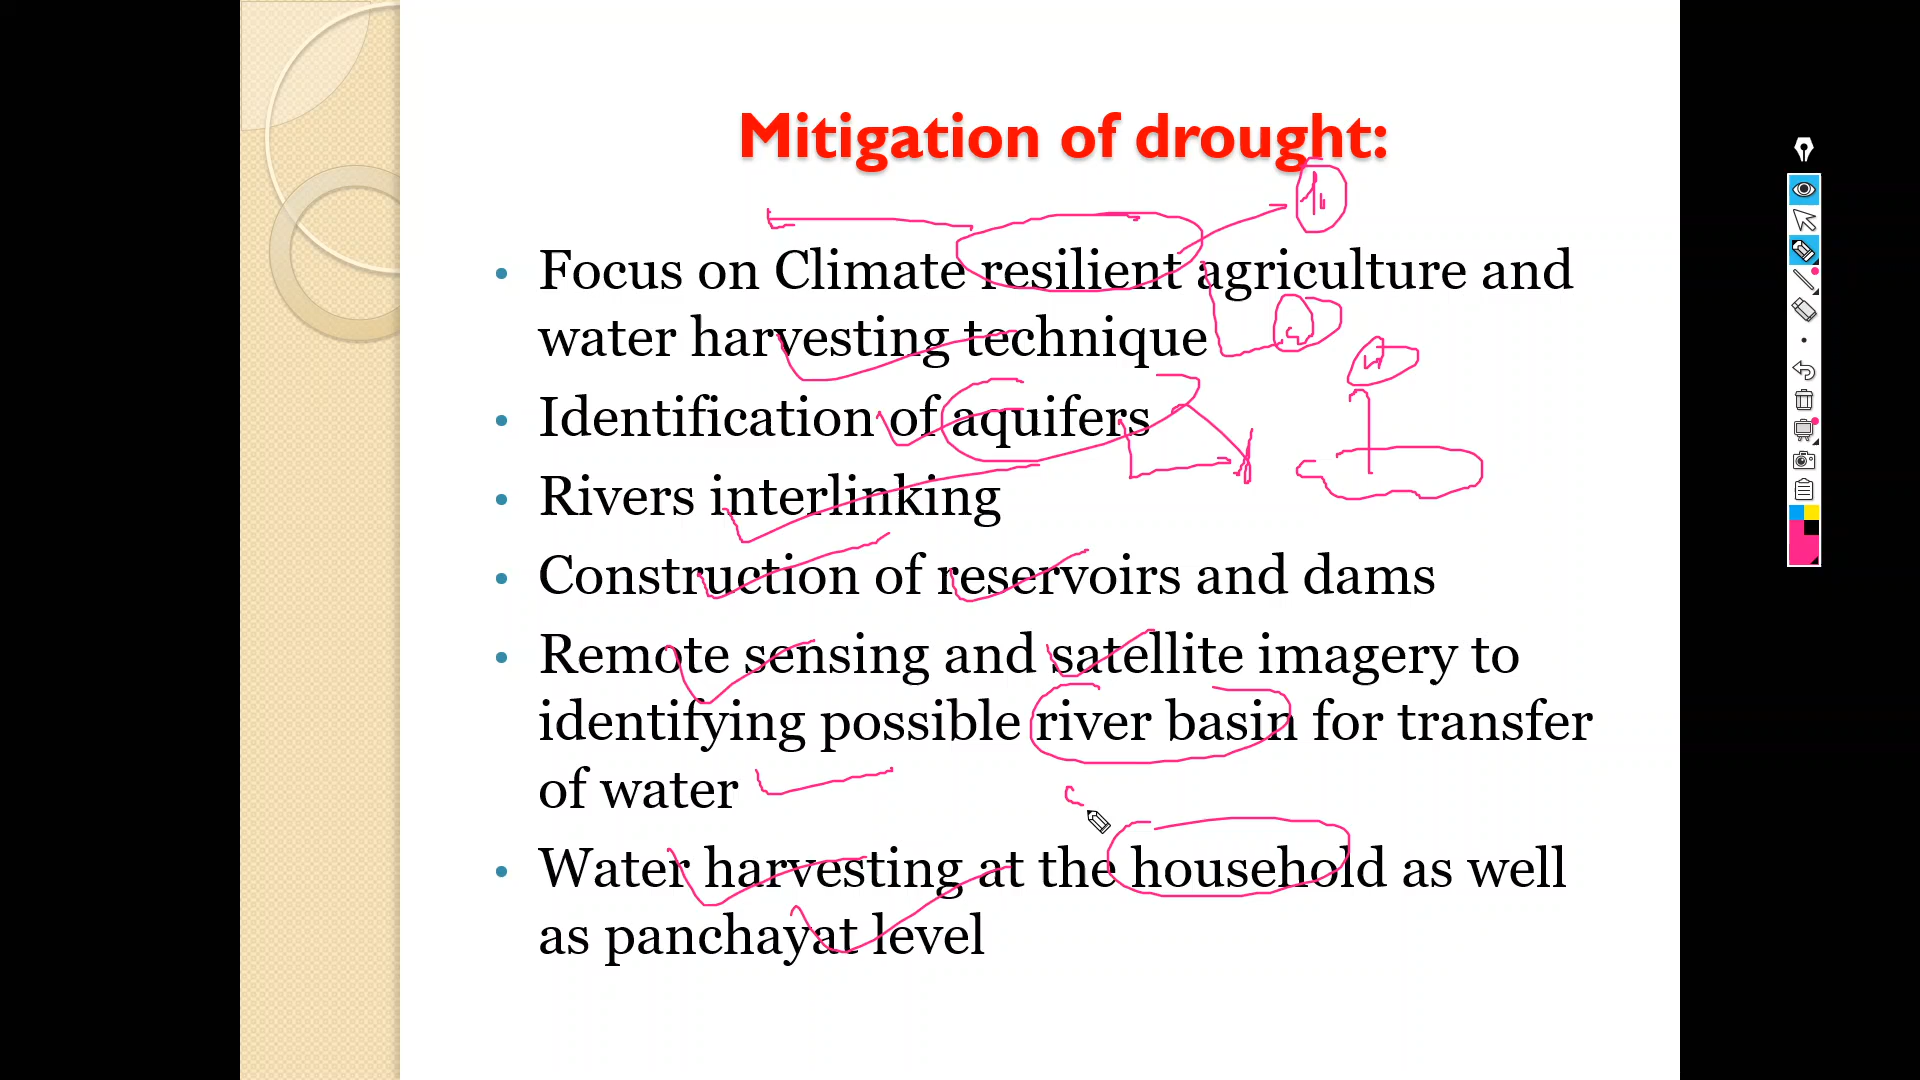 Mitigation of drought:
Focus on Climate resilient agriculture and
water harvesting technique
Identification of aquifers
Rivers interlinking
Construction of reservoirs and dams
Remote sensing and satellite imagery to
identifying possible river basin for transfer
of water
Water harvesting at the household as well
as panchayat level